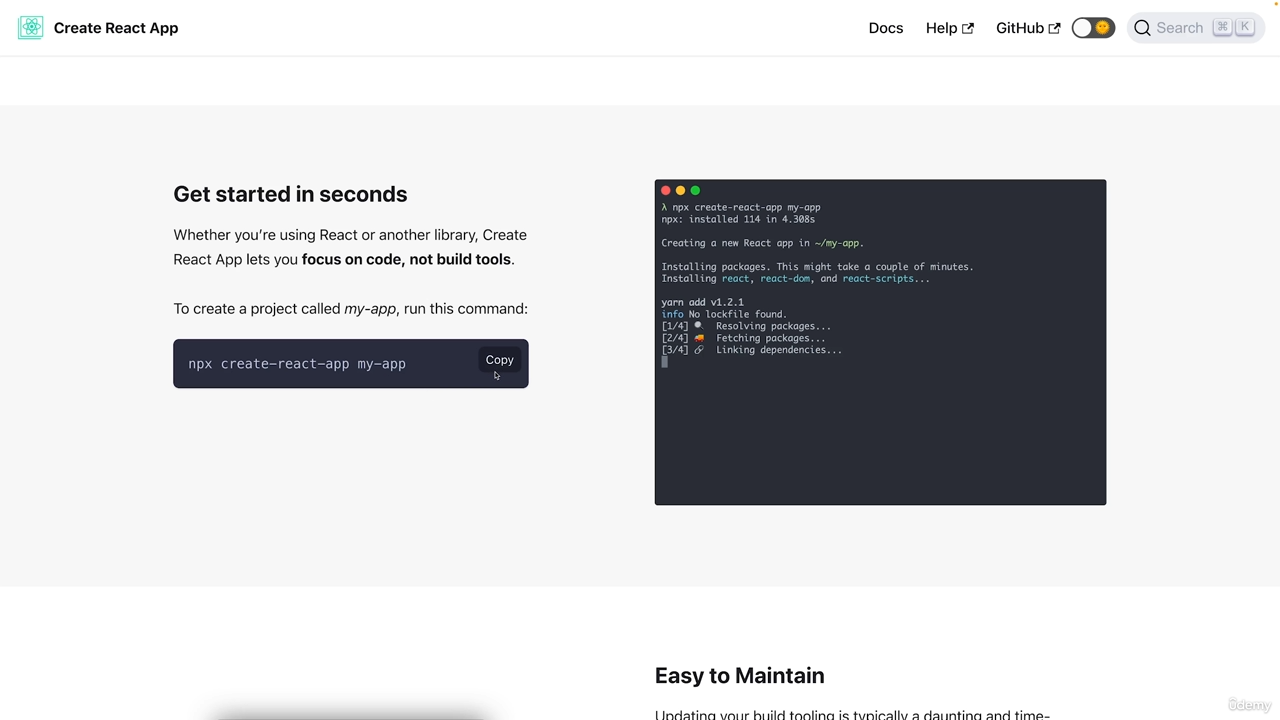 Create React App
Docs
Help
GitHub
Search
⌘ K
Get started in seconds
Whether you’re using React or another library, Create
React App lets you focus on code, not build tools.
To create a project called my-app, run this command:
npx create-react-app my-app
Copy
λ npx create-react-app my-app
npx: installed 114 in 4.308s
Creating a new React app in ~/my-app.
Installing packages. This might take a couple of minutes.
Installing react, react-dom, and react-scripts...
yarn add v1.2.1
info No lockfile found.
[1/4] 🔍 Resolving packages...
[2/4] 🚚 Fetching packages...
[3/4] 🔗 Linking dependencies...
Easy to Maintain
Updating your build tooling is typically a daunting and time-
ûdemy